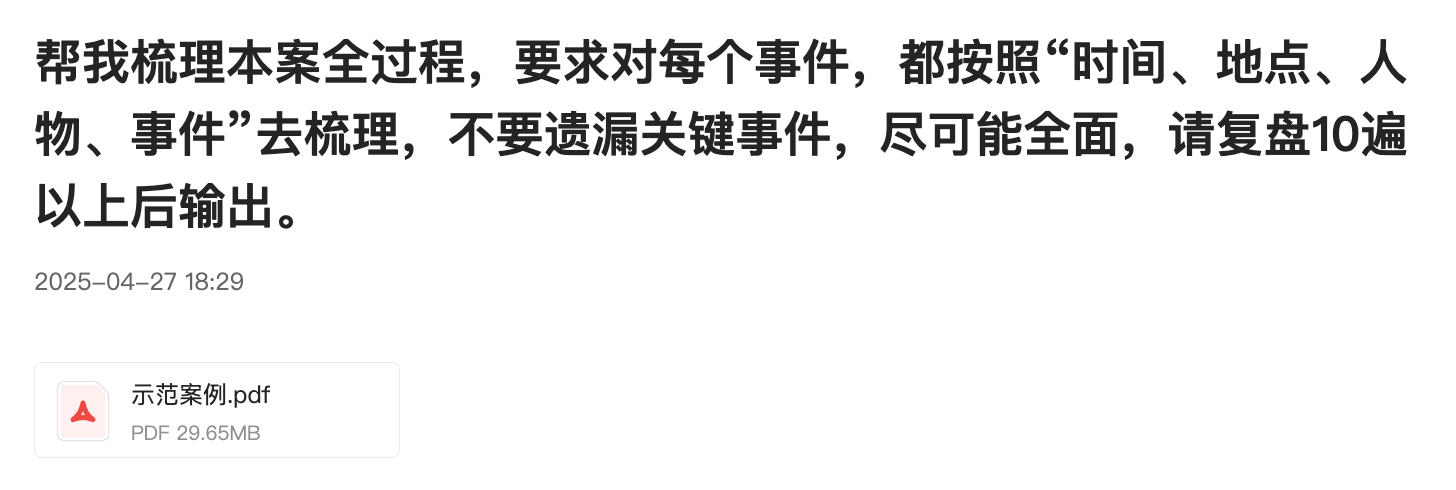 帮我梳理本案全过程，要求对每个事件，都按照“时间、地点、人
物、事件”去梳理，不要遗漏关键事件，尽可能全面，请复盘10遍
以上后输出。
2025-04-27 18:29
示范案例.pdf
PDF 29.65MB